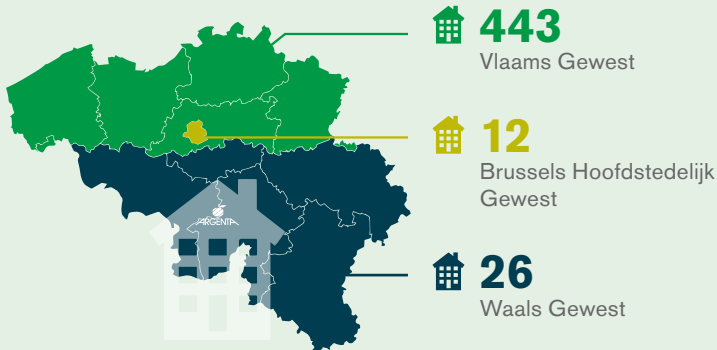 443
Vlaams Gewest
12
Brussels Hoofdstedelijk
Gewest
ARGENTA
26
Waals Gewest